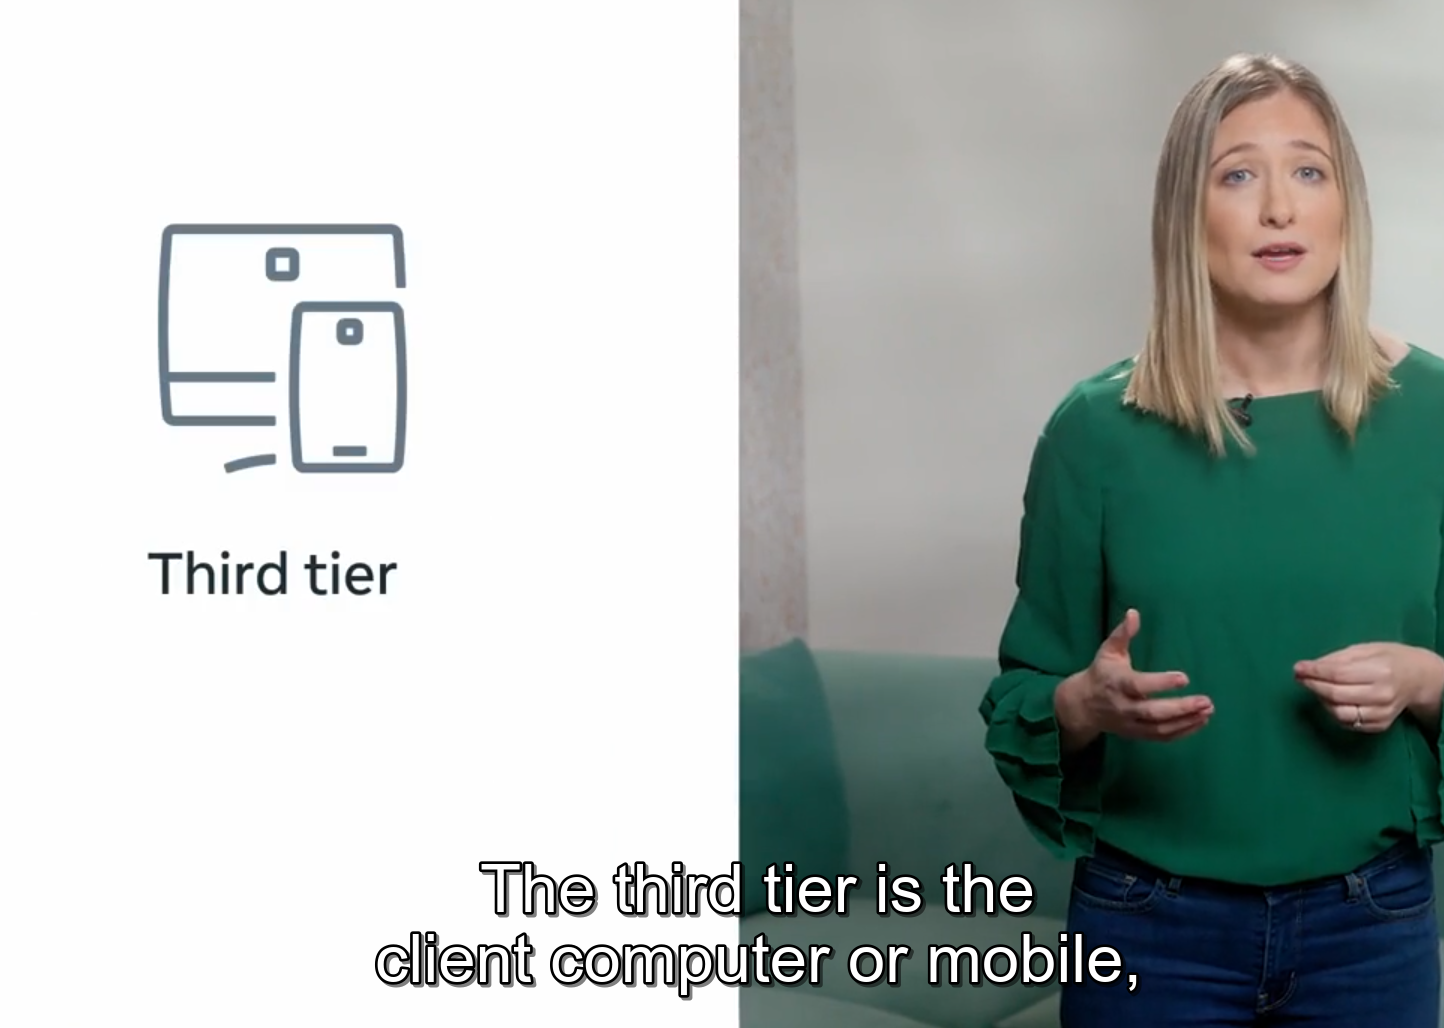 Third tier
The third tier is the
client computer or mobile,